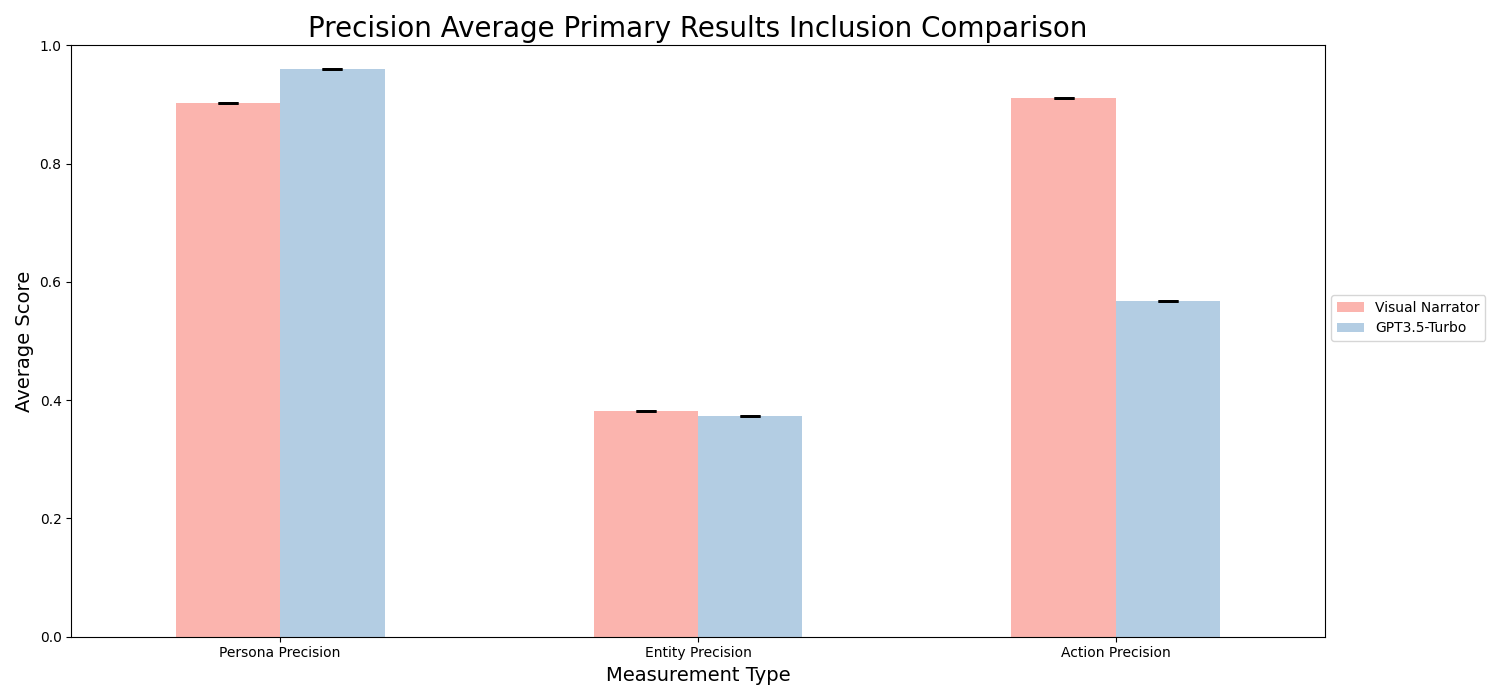 Precision Average Primary Results Inclusion Comparison
1.0
0.8
0.6
0.4
0.2
0.0
Average Score
Persona Precision
Entity Precision
Action Precision
Measurement Type
Visual Narrator
GPT3.5-Turbo